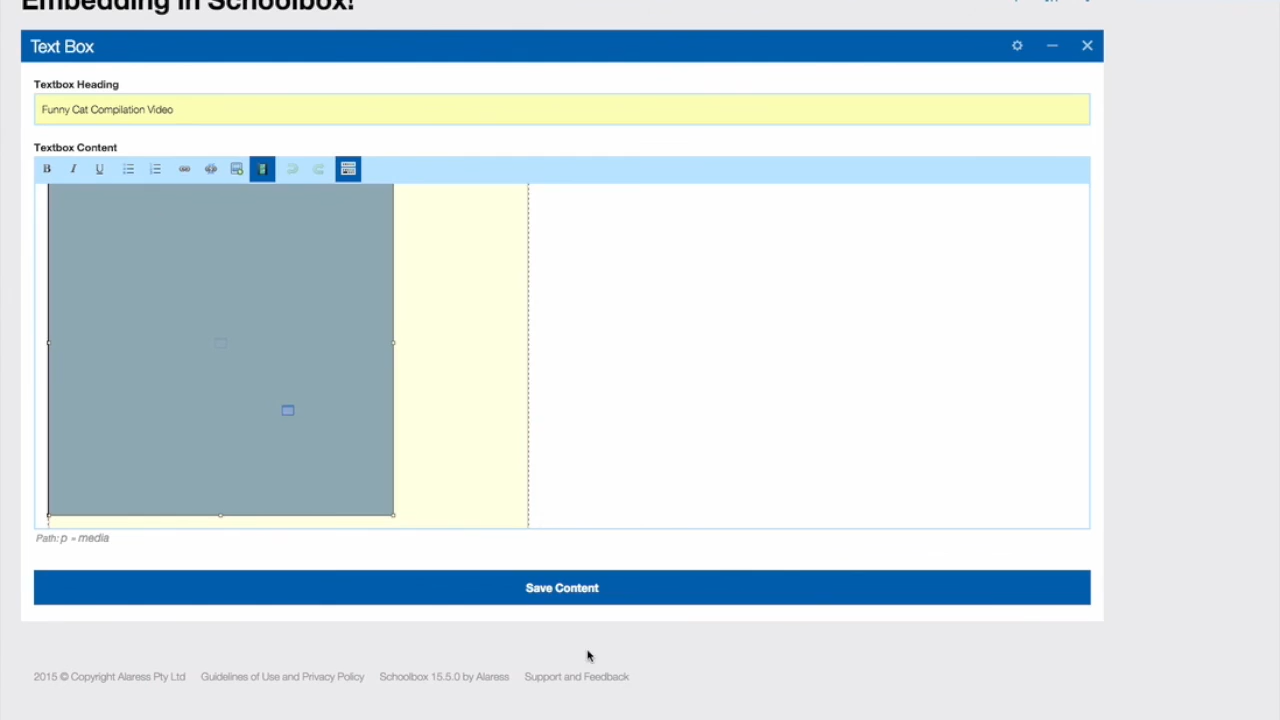 Embedding in Schoolbox!
Text Box
Textbox Heading
Funny Cat Compilation Video
Textbox Content
B I U
Path: p » media
Save Content
2015 © Copyright Alaress Pty Ltd Guidelines of Use and Privacy Policy Schoolbox 15.5.0 by Alaress Support and Feedback